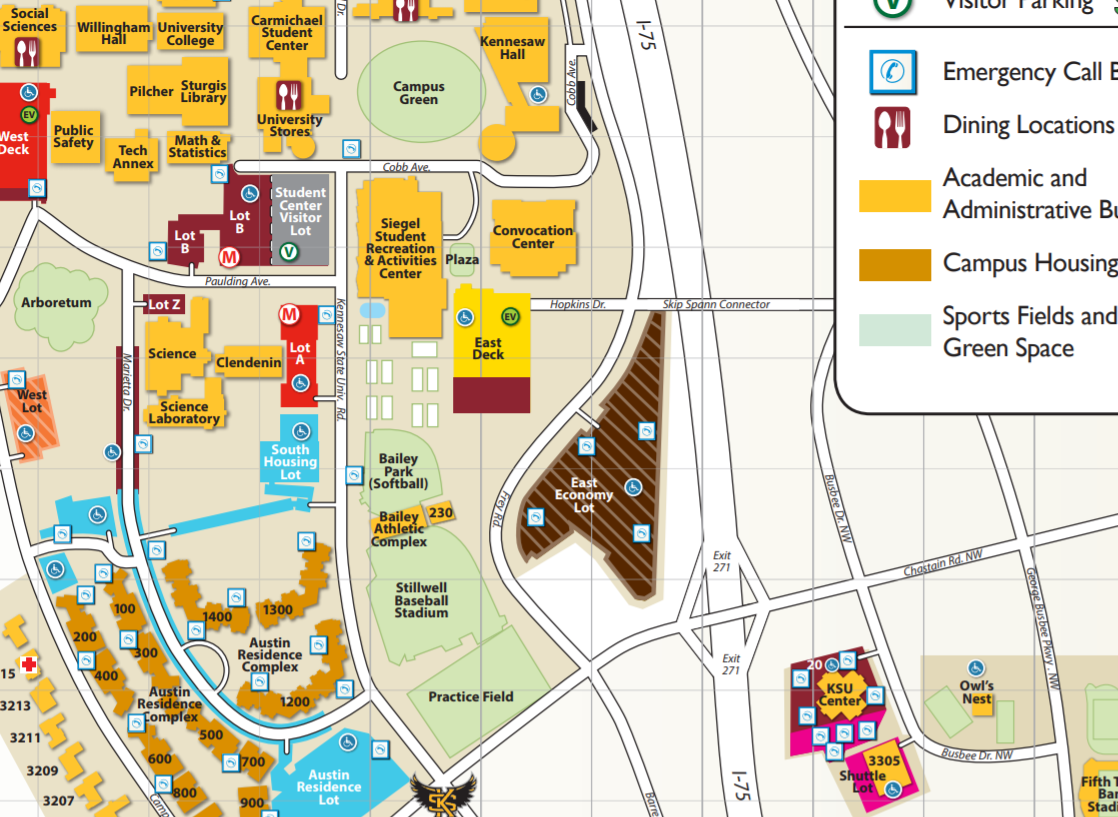 Social
Sciences
Willingham
Hall
University
College
Carmichael
Student
Center
Dr.
Kennesaw
Hall
I-75
Visitor Parking
V
Emergency Call B
Dining Locations
Academic and
Administrative Bu
Campus Housing
Sports Fields and
Green Space
Pilcher
Sturgis
Library
University
Stores
Campus
Green
Cobb Ave.
EV
West
Deck
Public
Safety
Tech
Annex
Math &
Statistics
Cobb Ave.
Lot
B
Lot
B
M
Student
Center
Visitor
Lot
V
Siegel
Student
Recreation
& Activities
Center
Plaza
Convocation
Center
Paulding Ave.
Arboretum
Lot Z
M
Lot
A
Kennesaw State Univ. Rd.
Hopkins Dr.
Skip Spann Connector
EV
East
Deck
Science
Clendenin
Science
Laboratory
Marietta Dr.
West
Lot
South
Housing
Lot
Bailey
Park
(Softball)
Bailey
Athletic
Complex
230
Frey Rd.
East
Economy
Lot
Busbee Dr. NW
Exit
271
Chastain Rd. NW
George Busbee Pkwy. NW
Stillwell
Baseball
Stadium
100
200
300
400
1400
1300
Austin
Residence
Complex
1200
Austin
Residence
Complex
500
600
700
800
900
15
3213
3211
3209
3207
Camp
Practice Field
Exit
271
20
KSU
Center
Owl's
Nest
Busbee Dr. NW
3305
Shuttle
Lot
Austin
Residence
Lot
KS
Barre
I-75
Fifth T
Bar
Stadi